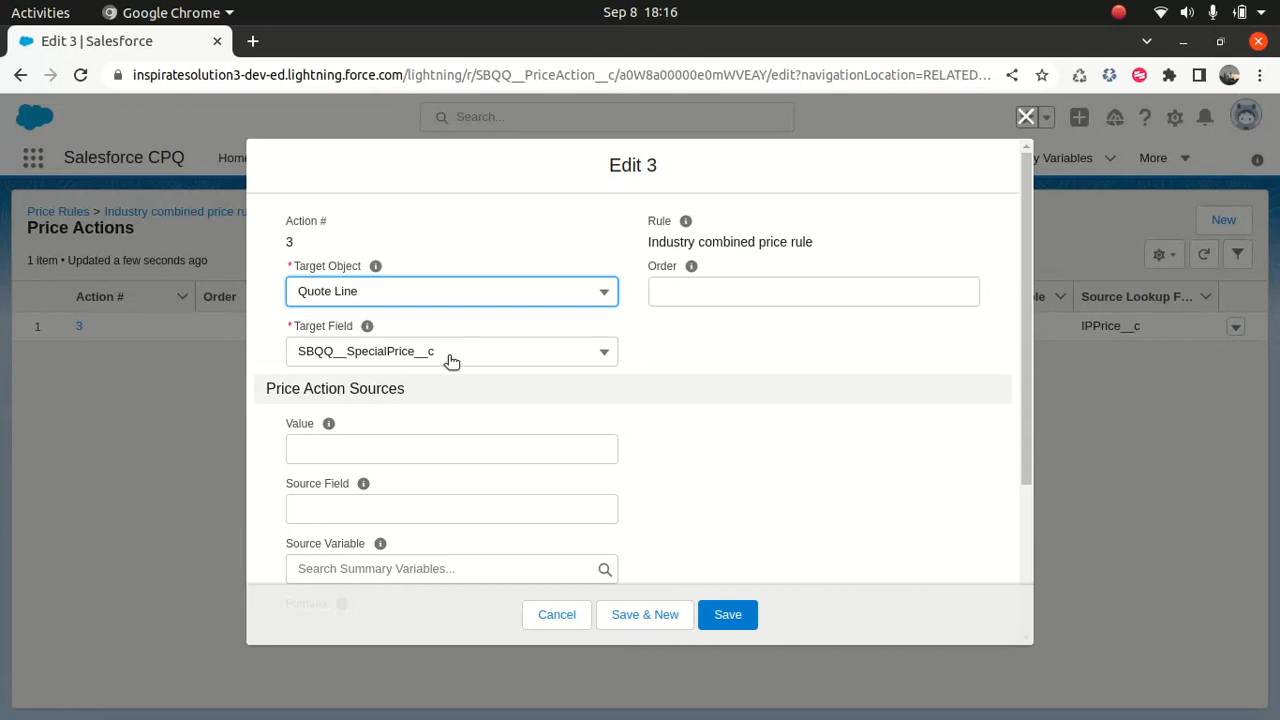 Activities
Google Chrome
Sep 8 18:16
Edit 3 | Salesforce
inspiratesolution3-dev-ed.lightning.force.com/lightning/r/SBQQ__PriceAction__c/a0W8a00000e0mWVEAY/edit?navigationLocation=RELATED...
Search...
Salesforce CPQ
Variables
More
Edit 3
Price Rules > Industry combined price ru
Price Actions
New
1 item • Updated a few seconds ago
Action #
Order
Source Lookup F...
1
3
IPPrice__c
Action #
3
Rule
Industry combined price rule
*Target Object
Quote Line
Order
*Target Field
SBQQ__SpecialPrice__c
Price Action Sources
Value
Source Field
Source Variable
Search Summary Variables...
Formula
Cancel
Save & New
Save